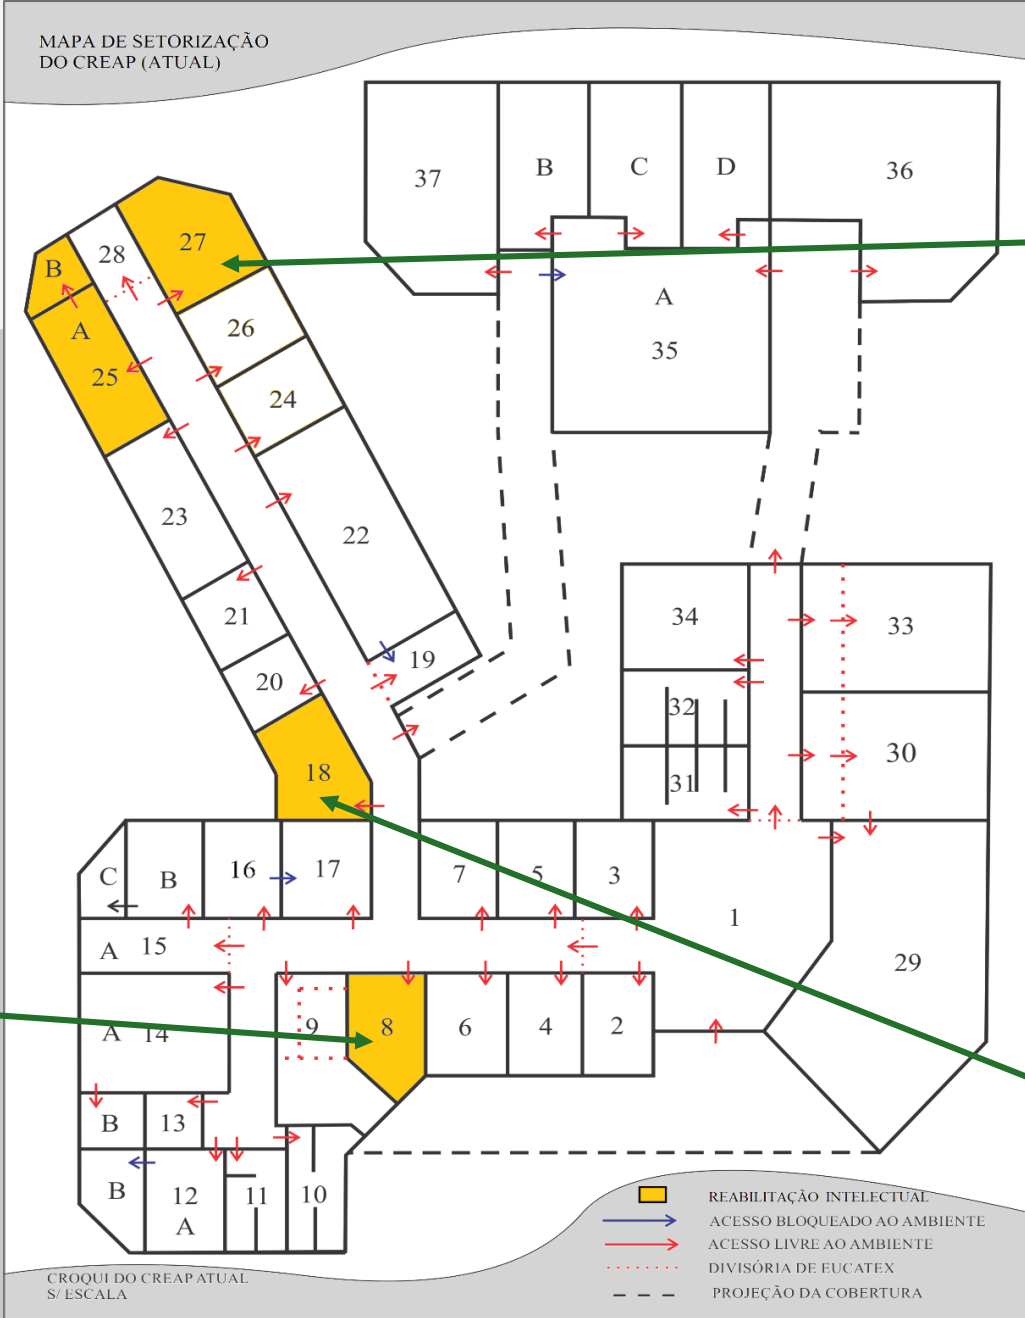 MAPA DE SETORIZAÇÃO
DO CREAP (ATUAL)
37
B
C
D
36
A
35
27
28
B
A
25
26
24
23
22
21
20
19
18
34
33
32
31
30
C
B
16
17
7
5
3
1
A 15
29
A 14
9
8
6
4
2
B
13
B
12
A
11
10
REABILITAÇÃO INTELECTUAL
ACESSO BLOQUEADO AO AMBIENTE
ACESSO LIVRE AO AMBIENTE
DIVISÓRIA DE EUCATEX
PROJEÇÃO DA COBERTURA
CROQUI DO CREAP ATUAL
S/ ESCALA